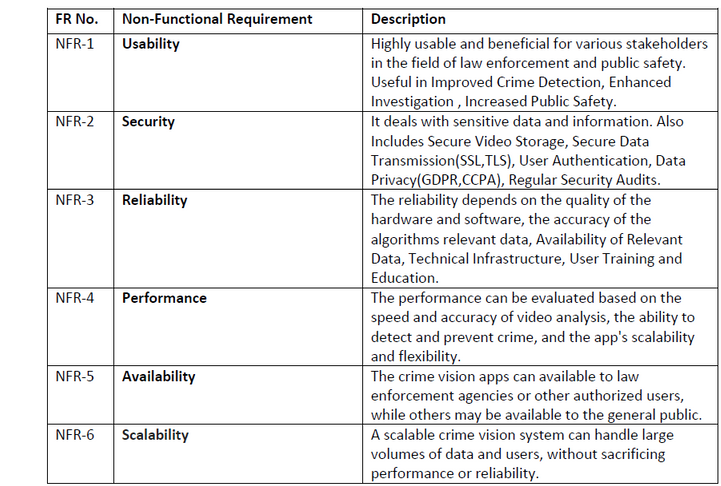 FR No. Non-Functional Requirement Description
NFR-1 Usability Highly usable and beneficial for various stakeholders
in the field of law enforcement and public safety.
Useful in Improved Crime Detection, Enhanced
Investigation , Increased Public Safety.
NFR-2 Security It deals with sensitive data and information. Also
Includes Secure Video Storage, Secure Data
Transmission(SSL,TLS), User Authentication, Data
Privacy(GDPR,CCPA), Regular Security Audits.
NFR-3 Reliability The reliability depends on the quality of the
hardware and software, the accuracy of the
algorithms relevant data, Availability of Relevant
Data, Technical Infrastructure, User Training and
Education.
NFR-4 Performance The performance can be evaluated based on the
speed and accuracy of video analysis, the ability to
detect and prevent crime, and the app's scalability
and flexibility.
NFR-5 Availability The crime vision apps can available to law
enforcement agencies or other authorized users,
while others may be available to the general public.
NFR-6 Scalability A scalable crime vision system can handle large
volumes of data and users, without sacrificing
performance or reliability.